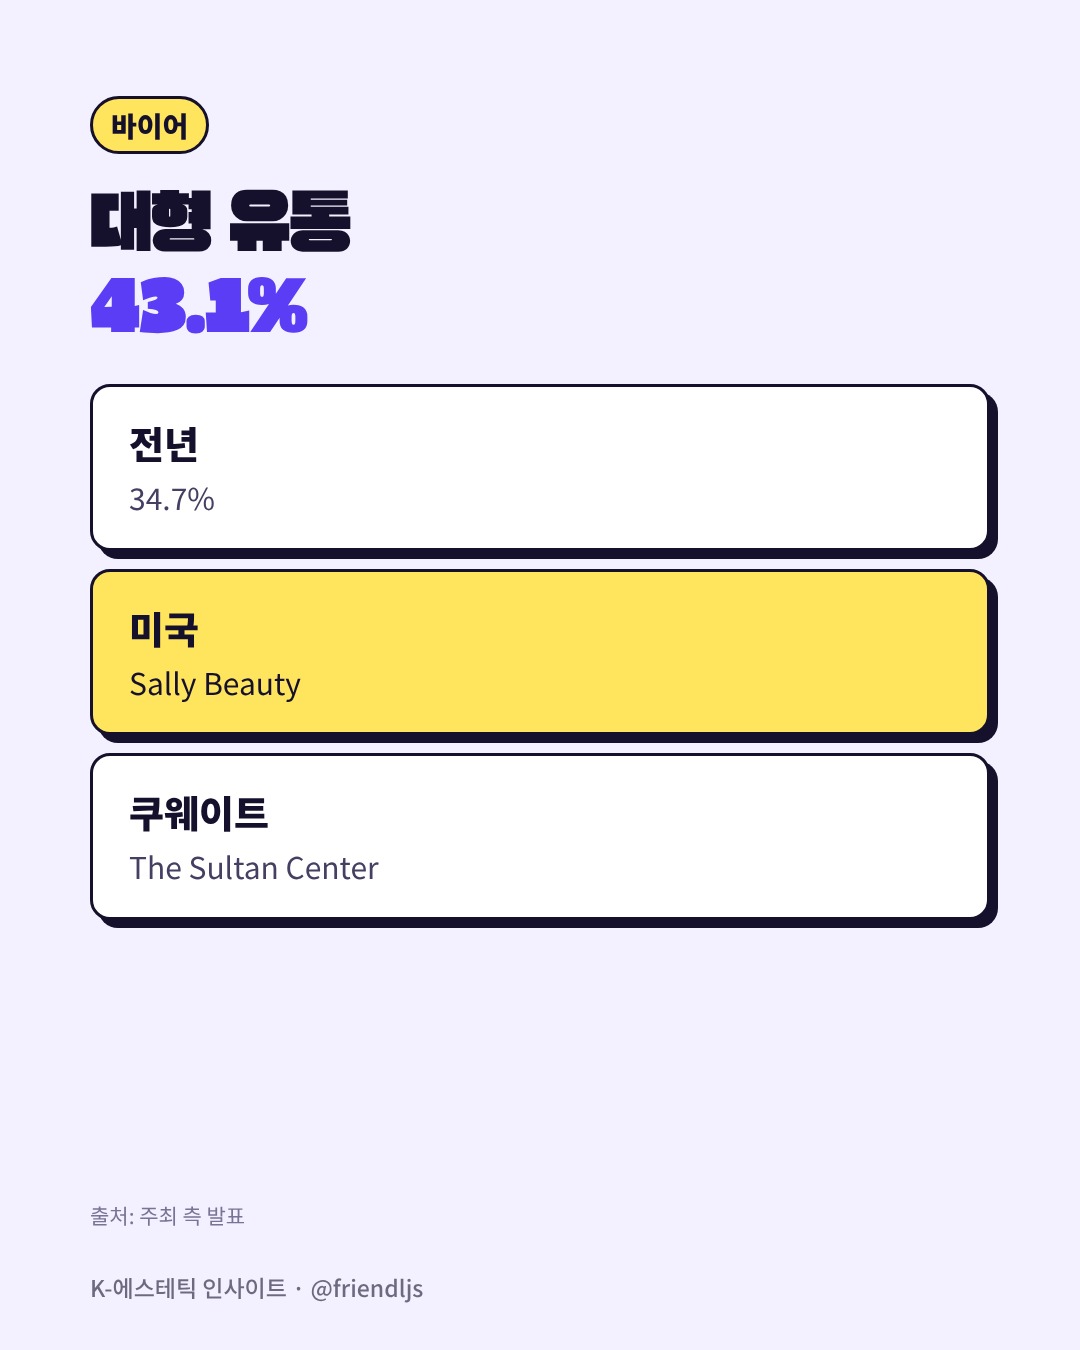 바이어
대형 유통
43.1%
전년
34.7%
미국
Sally Beauty
쿠웨이트
The Sultan Center
출처: 주최 측 발표
K-에스테틱 인사이트 · @friendljs